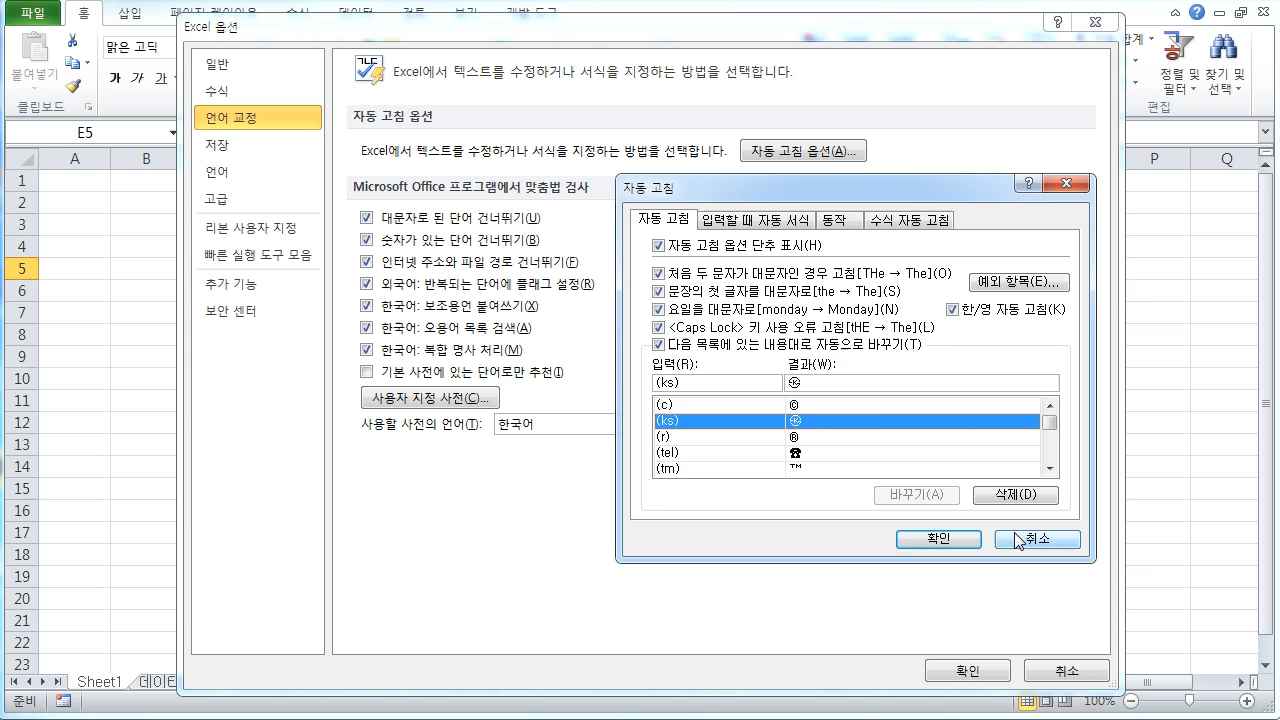 파일 홈 삽입
Excel 옵션
맑은 고딕
붙여넣기
가 가 가
클립보드
정렬 및 필터 찾기 및 선택
편집
E5
A B P Q
1
2
3
4
5
6
7
8
9
10
11
12
13
14
15
16
17
18
19
20
21
22
23
일반
수식
언어 교정
저장
언어
고급
리본 사용자 지정
빠른 실행 도구 모음
추가 기능
보안 센터
Excel에서 텍스트를 수정하거나 서식을 지정하는 방법을 선택합니다.
자동 고침 옵션
Excel에서 텍스트를 수정하거나 서식을 지정하는 방법을 선택합니다. 자동 고침 옵션(A)...
Microsoft Office 프로그램에서 맞춤법 검사
대문자로 된 단어 건너뛰기(U)
숫자가 있는 단어 건너뛰기(B)
인터넷 주소와 파일 경로 건너뛰기(F)
외국어: 반복되는 단어에 플래그 설정(R)
한국어: 보조용언 붙여쓰기(X)
한국어: 오용어 목록 검색(A)
한국어: 복합 명사 처리(M)
기본 사전에 있는 단어로만 추천(I)
사용자 지정 사전(C)...
사용할 사전의 언어(I): 한국어
자동 고침
자동 고침 입력할 때 자동 서식 동작 수식 자동 고침
자동 고침 옵션 단추 표시(H)
처음 두 문자가 대문자인 경우 고침[THe → The](O) 예외 항목(E)...
문장의 첫 글자를 대문자로[the → The](S)
요일을 대문자로[monday → Monday](N) 한/영 자동 고침(K)
<Caps Lock> 키 사용 오류 고침[tHE → The](L)
다음 목록에 있는 내용대로 자동으로 바꾸기(T)
입력(R): 결과(W):
(ks) ㉿
(c) ©
(ks) ㉿
(r) ®
(tel) ☎
(tm) ™
바꾸기(A) 삭제(D)
확인 취소
확인 취소
Sheet1
준비 100%